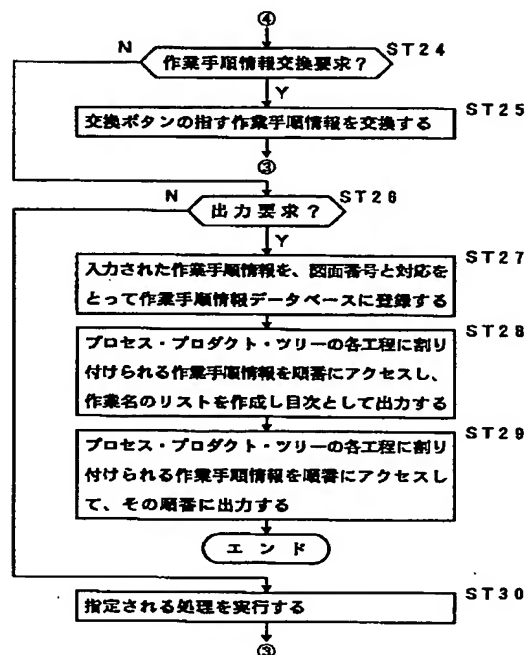 ④
N
作業手順情報交換要求?
ST24
Y
ST25
交換ボタンの指す作業手順情報を交換する
③
N
出力要求?
ST26
Y
ST27
入力された作業手順情報を、図面番号と対応を
とって作業手順情報データベースに登録する
ST28
プロセス・プロダクト・ツリーの各工程に割り
付けられる作業手順情報を順番にアクセスし、
作業名のリストを作成し目次として出力する
ST29
プロセス・プロダクト・ツリーの各工程に割り
付けられる作業手順情報を順番にアクセスし
て、その順番に出力する
エンド
ST30
指定される処理を実行する
③